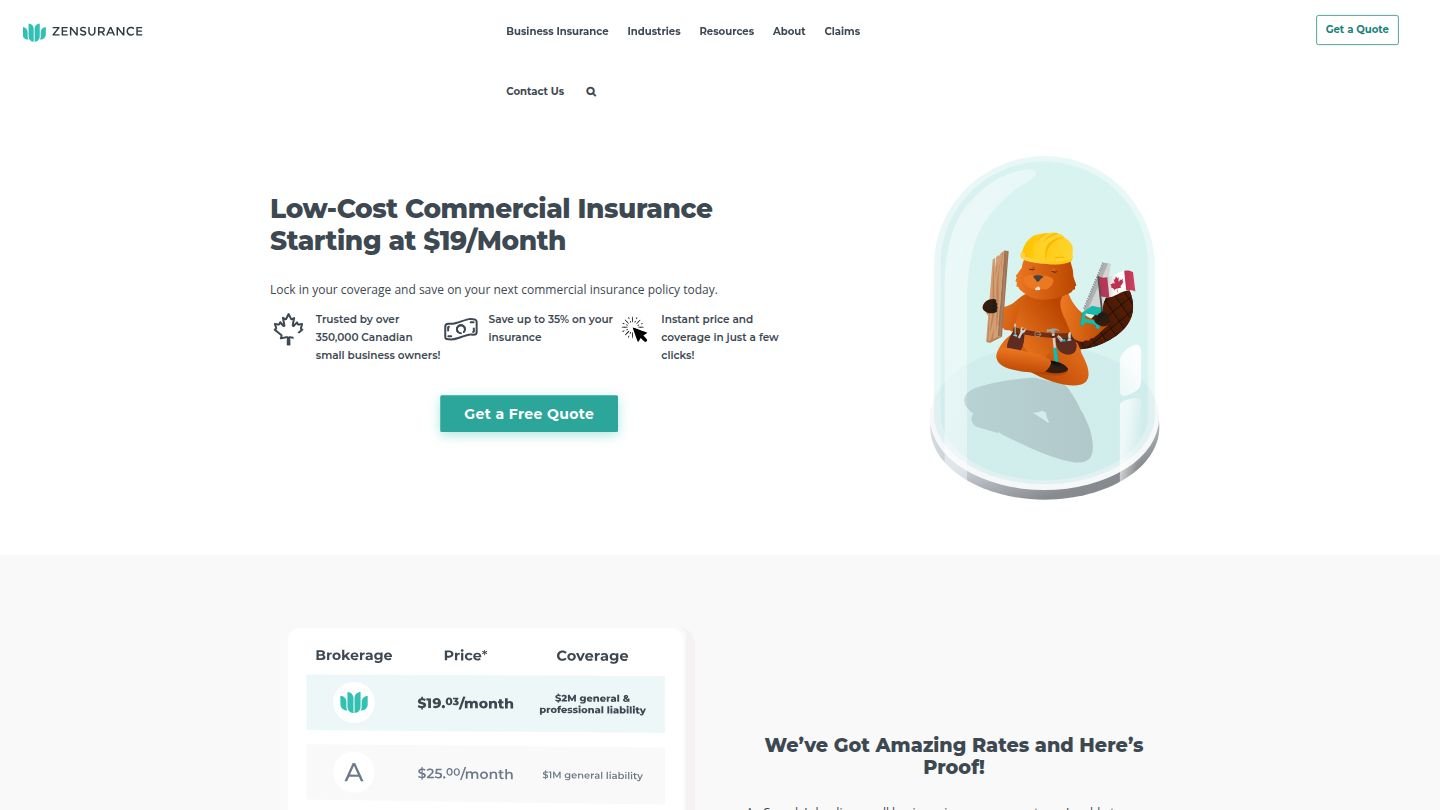 ZENSURANCE
Business Insurance Industries Resources About Claims
Get a Quote
Contact Us
Low-Cost Commercial Insurance
Starting at $19/Month
Lock in your coverage and save on your next commercial insurance policy today.
Trusted by over
350,000 Canadian
small business owners!
Save up to 35% on your
insurance
Instant price and
coverage in just a few
clicks!
Get a Free Quote
Brokerage Price* Coverage
$19.03/month
$2M general &
professional liability
A $25.00/month $1M general liability
We’ve Got Amazing Rates and Here’s
Proof!